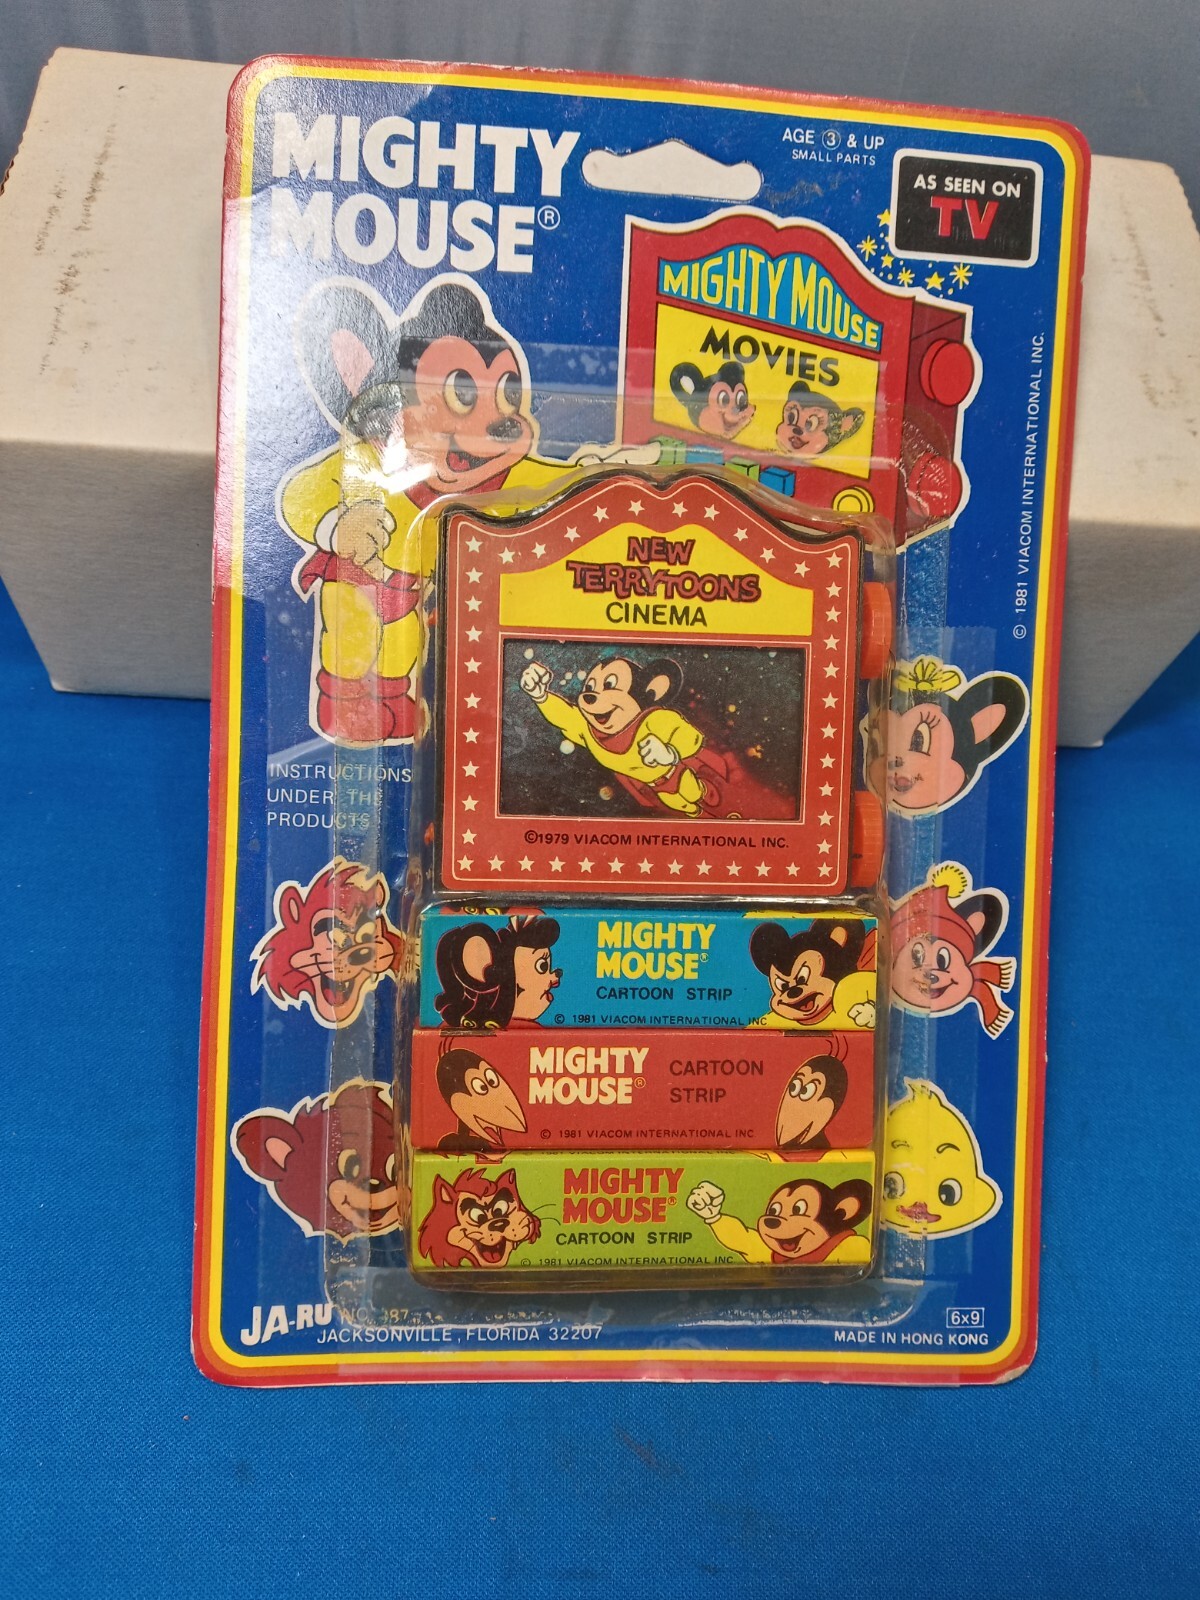 MIGHTY
MOUSE®
AGE 3 & UP
SMALL PARTS
AS SEEN ON
TV
MIGHTY MOUSE
MOVIES
© 1981 VIACOM INTERNATIONAL INC.
NEW
TERRYTOONS
CINEMA
©1979 VIACOM INTERNATIONAL INC.
INSTRUCTIONS
UNDER THE
PRODUCTS
MIGHTY
MOUSE®
CARTOON STRIP
© 1981 VIACOM INTERNATIONAL INC
MIGHTY
MOUSE®
CARTOON
STRIP
© 1981 VIACOM INTERNATIONAL INC
MIGHTY
MOUSE®
CARTOON STRIP
© 1981 VIACOM INTERNATIONAL INC
JA-RU NO.
JACKSONVILLE, FLORIDA 32207
6x9
MADE IN HONG KONG